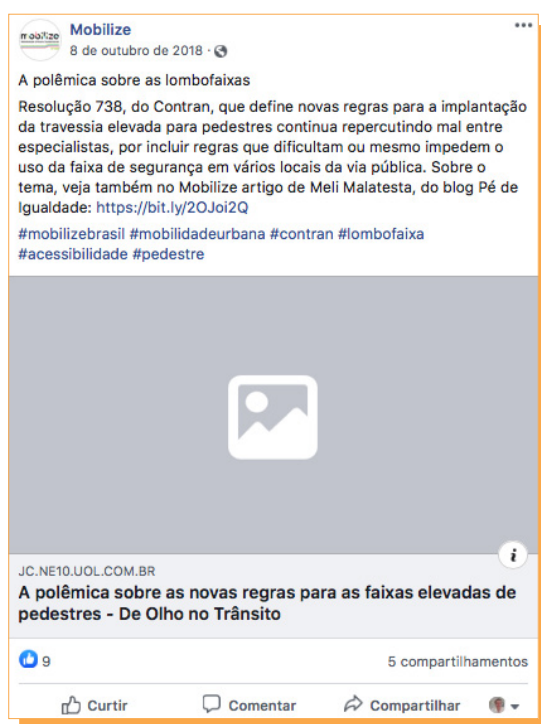 mobilize
Mobilize
8 de outubro de 2018 ·
A polêmica sobre as lombofaixas
Resolução 738, do Contran, que define novas regras para a implantação
da travessia elevada para pedestres continua repercutindo mal entre
especialistas, por incluir regras que dificultam ou mesmo impedem o
uso da faixa de segurança em vários locais da via pública. Sobre o
tema, veja também no Mobilize artigo de Meli Malatesta, do blog Pé de
Igualdade: https://bit.ly/2OJoi2Q
#mobilizebrasil #mobilidadeurbana #contran #lombofaixa
#acessibilidade #pedestre
i
JC.NE10.UOL.COM.BR
A polêmica sobre as novas regras para as faixas elevadas de
pedestres - De Olho no Trânsito
9
5 compartilhamentos
Curtir Comentar Compartilhar